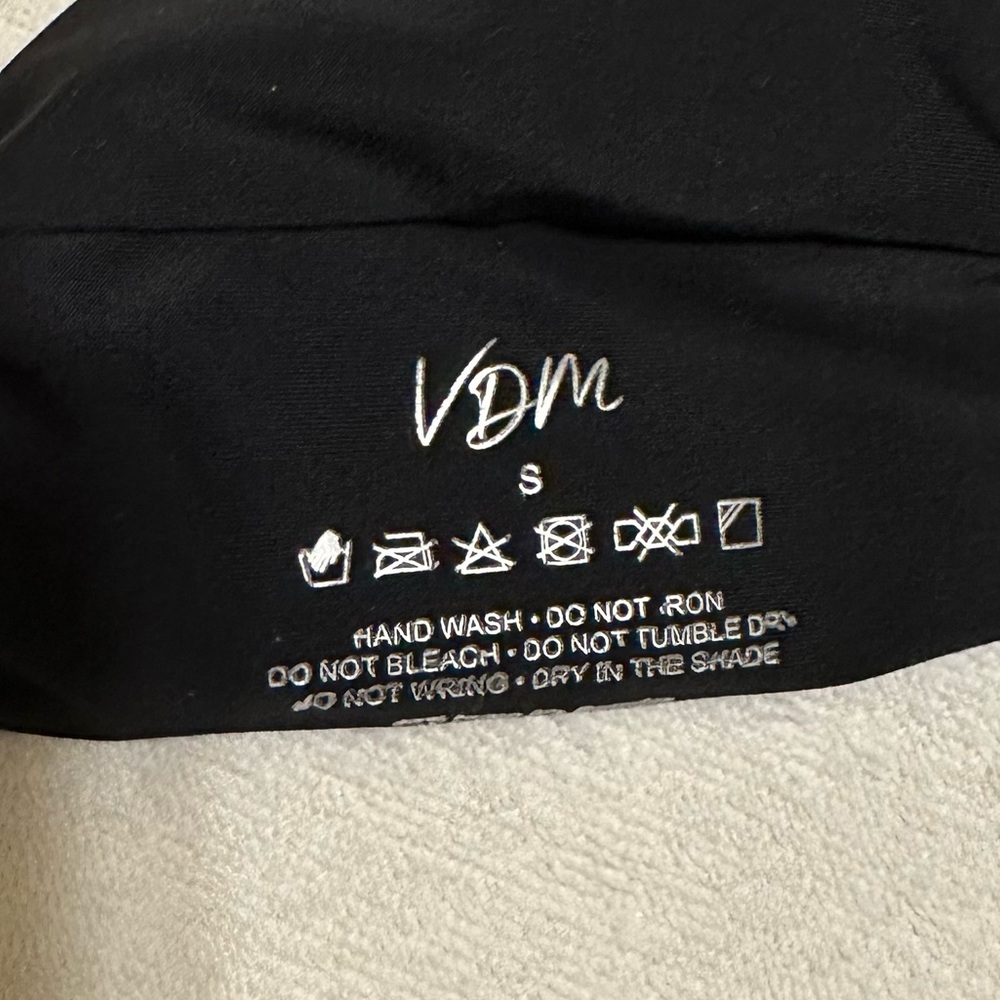 VDM
S
HAND WASH • DO NOT IRON
DO NOT BLEACH • DO NOT TUMBLE DRY
DO NOT WRING • DRY IN THE SHADE